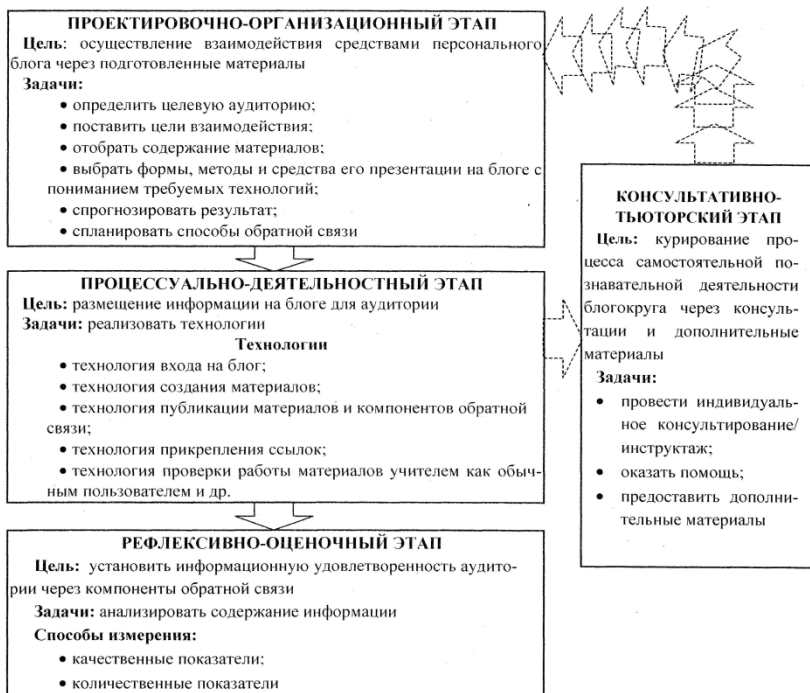 ПРОЕКТИРОВОЧНО-ОРГАНИЗАЦИОННЫЙ ЭТАП
Цель: осуществление взаимодействия средствами персонального
блога через подготовленные материалы
Задачи:
• определить целевую аудиторию;
• поставить цели взаимодействия;
• отобрать содержание материалов;
• выбрать формы, методы и средства его презентации на блоге с
пониманием требуемых технологий;
• спрогнозировать результат;
• спланировать способы обратной связи
ПРОЦЕССУАЛЬНО-ДЕЯТЕЛЬНОСТНЫЙ ЭТАП
Цель: размещение информации на блоге для аудитории
Задачи: реализовать технологии
Технологии
• технология входа на блог;
• технология создания материалов;
• технология публикации материалов и компонентов обратной
связи;
• технология прикрепления ссылок;
• технология проверки работы материалов учителем как обыч-
ным пользователем и др.
РЕФЛЕКСИВНО-ОЦЕНОЧНЫЙ ЭТАП
Цель: установить информационную удовлетворенность аудито-
рии через компоненты обратной связи
Задачи: анализировать содержание информации
Способы измерения:
• качественные показатели;
• количественные показатели
КОНСУЛЬТАТИВНО-
ТЬЮТОРСКИЙ ЭТАП
Цель: курирование про-
цесса самостоятельной по-
знавательной деятельности
блогокруга через консуль-
тации и дополнительные
материалы
Задачи:
• провести индивидуаль-
ное консультирование/
инструктаж;
• оказать помощь;
• предоставить дополни-
тельные материалы